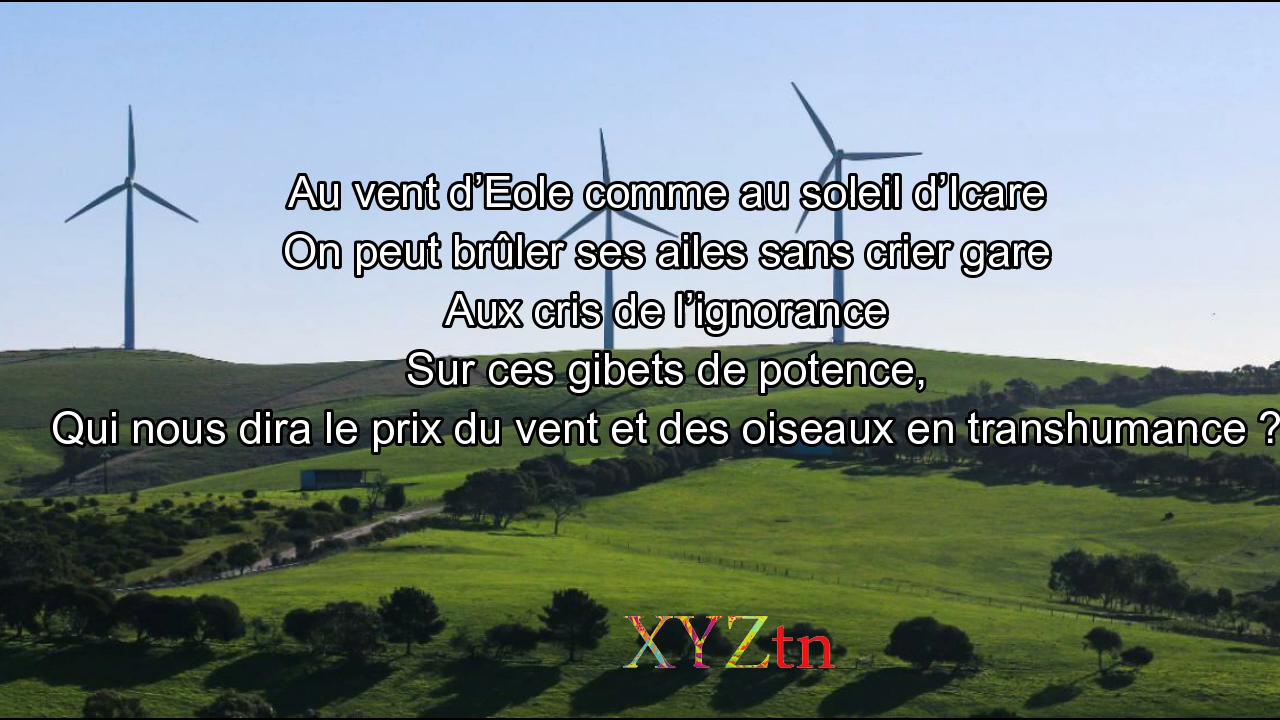 Au vent d’Eole comme au soleil d’Icare
On peut brûler ses ailes sans crier gare
Aux cris de l’ignorance
Sur ces gibets de potence,
Qui nous dira le prix du vent et des oiseaux en transhumance ?
XYZtn